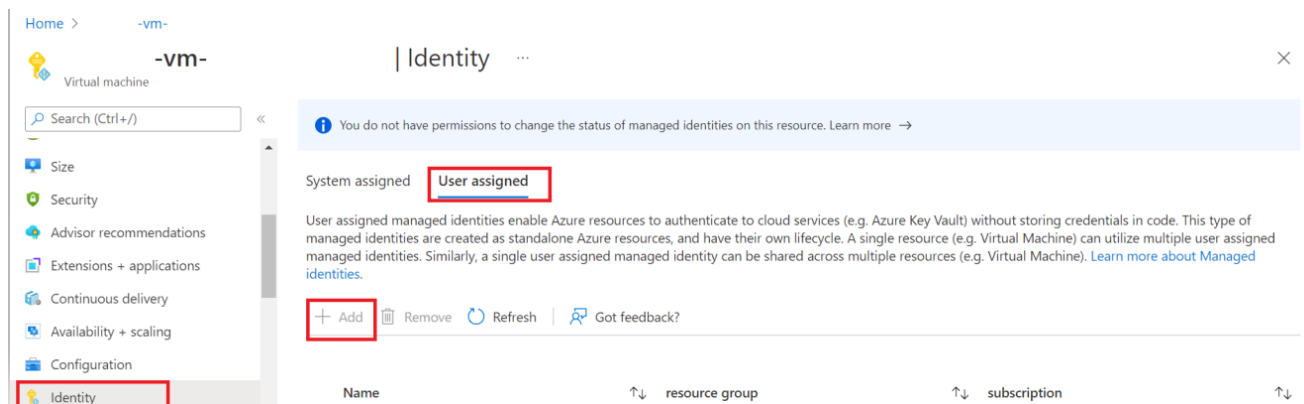 Home > -vm-
-vm- | Identity ...
Virtual machine
Search (Ctrl+/)
«
You do not have permissions to change the status of managed identities on this resource. Learn more →
Size
Security
Advisor recommendations
Extensions + applications
Continuous delivery
Availability + scaling
Configuration
Identity
System assigned User assigned
User assigned managed identities enable Azure resources to authenticate to cloud services (e.g. Azure Key Vault) without storing credentials in code. This type of
managed identities are created as standalone Azure resources, and have their own lifecycle. A single resource (e.g. Virtual Machine) can utilize multiple user assigned
managed identities. Similarly, a single user assigned managed identity can be shared across multiple resources (e.g. Virtual Machine). Learn more about Managed
identities.
+ Add Remove Refresh Got feedback?
Name ↑↓ resource group ↑↓ subscription ↑↓